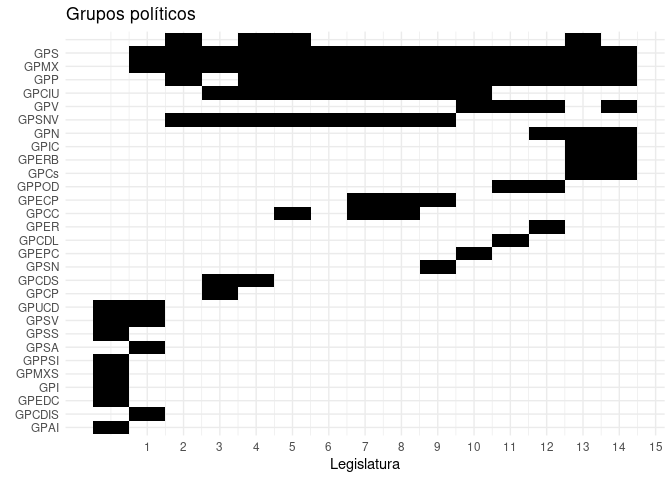 Grupos políticos
GPS
GPMX
GPP
GPCIU
GPV
GPSNV
GPN
GPIC
GPERB
GPCs
GPPOD
GPECP
GPCC
GPER
GPCDL
GPEPC
GPSN
GPCDS
GPCP
GPUCD
GPSV
GPSS
GPSA
GPPSI
GPMXS
GPI
GPEDC
GPCDIS
GPAI
1 2 3 4 5 6 7 8 9 10 11 12 13 14 15
Legislatura